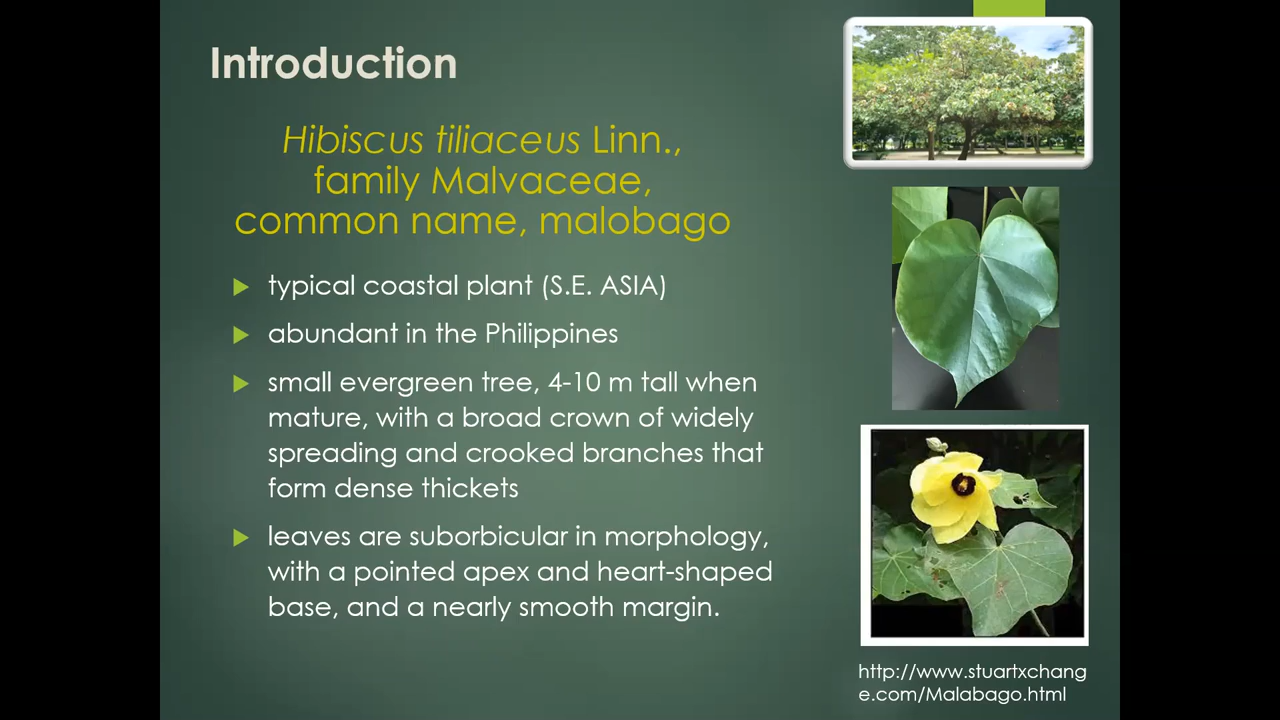 Introduction
Hibiscus tiliaceus Linn.,
family Malvaceae,
common name, malobago
typical coastal plant (S.E. ASIA)
abundant in the Philippines
small evergreen tree, 4-10 m tall when
mature, with a broad crown of widely
spreading and crooked branches that
form dense thickets
leaves are suborbicular in morphology,
with a pointed apex and heart-shaped
base, and a nearly smooth margin.
http://www.stuartxchang
e.com/Malabago.html